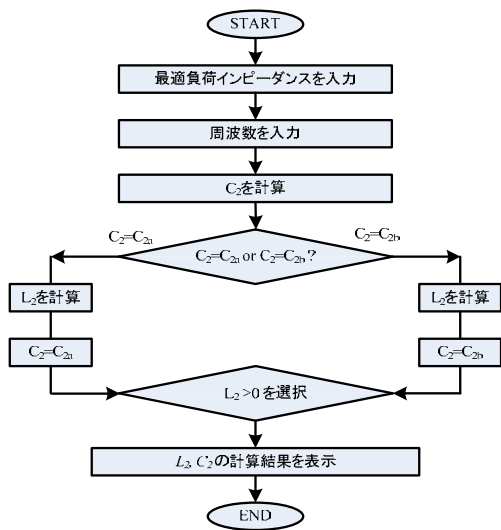 START
最適負荷インピーダンスを入力
周波数を入力
C₂を計算
C₂=C₂ₐ
C₂=C₂b
C₂=C₂ₐ or C₂=C₂b ?
L₂を計算
L₂を計算
C₂=C₂ₐ
C₂=C₂b
L₂ >0 を選択
L₂, C₂の計算結果を表示
END